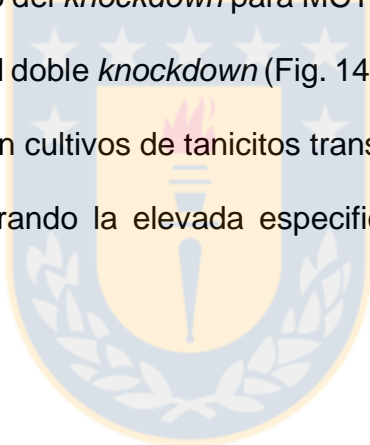 del knockdown para MCT
doble knockdown (Fig. 14
n cultivos de tanicitos trans
rando la elevada especific